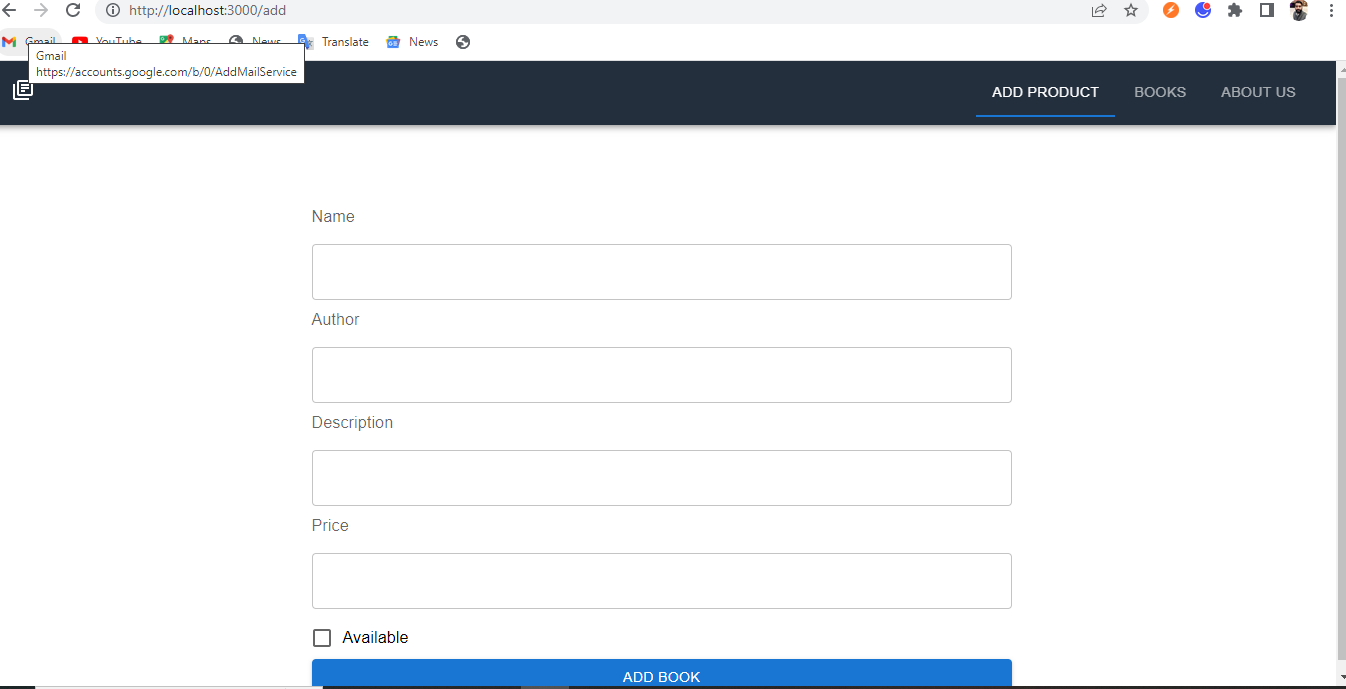 http://localhost:3000/add
Gmail YouTube Maps News Translate News
Gmail
https://accounts.google.com/b/0/AddMailService
ADD PRODUCT BOOKS ABOUT US
Name
Author
Description
Price
Available
ADD BOOK